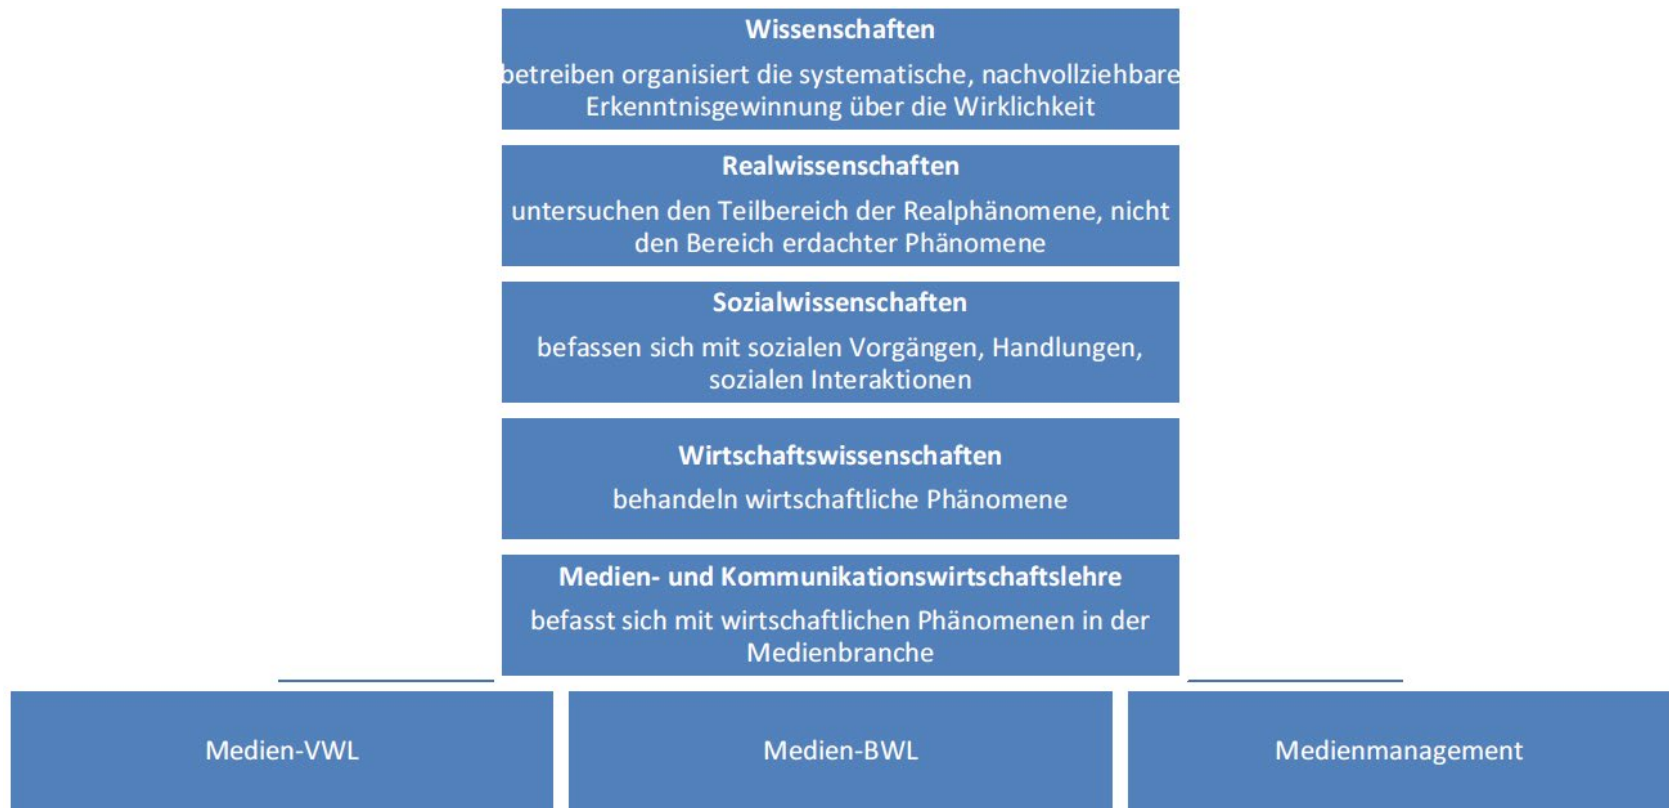 Wissenschaften
betreiben organisiert die systematische, nachvollziehbare
Erkenntnisgewinnung über die Wirklichkeit
Realwissenschaften
untersuchen den Teilbereich der Realphänomene, nicht
den Bereich erdachter Phänomene
Sozialwissenschaften
befassen sich mit sozialen Vorgängen, Handlungen,
sozialen Interaktionen
Wirtschaftswissenschaften
behandeln wirtschaftliche Phänomene
Medien- und Kommunikationswirtschaftslehre
befasst sich mit wirtschaftlichen Phänomenen in der
Medienbranche
Medien-VWL
Medien-BWL
Medienmanagement